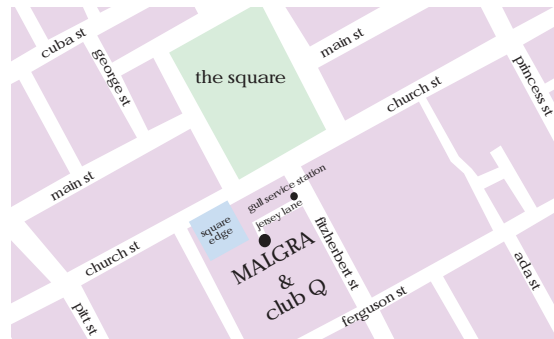 cuba st
george st
the square
main st
church st
princess st
main st
gull service station
jersey lane
square
edge
MALGRA
&
club Q
fitzherbert st
church st
pitt st
ferguson st
ada st